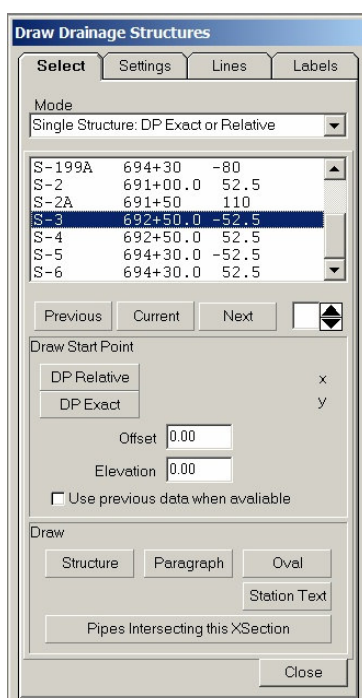 Draw Drainage Structures
Select Settings Lines Labels
Mode
Single Structure: DP Exact or Relative
S-199A 694+30 -80
S-2 691+00.0 52.5
S-2A 691+50 110
S-3 692+50.0 -52.5
S-4 692+50.0 52.5
S-5 694+30.0 -52.5
S-6 694+30.0 52.5
Previous Current Next
Draw Start Point
DP Relative x
DP Exact y
Offset 0.00
Elevation 0.00
Use previous data when avaliable
Draw
Structure Paragraph Oval
Station Text
Pipes Intersecting this XSection
Close